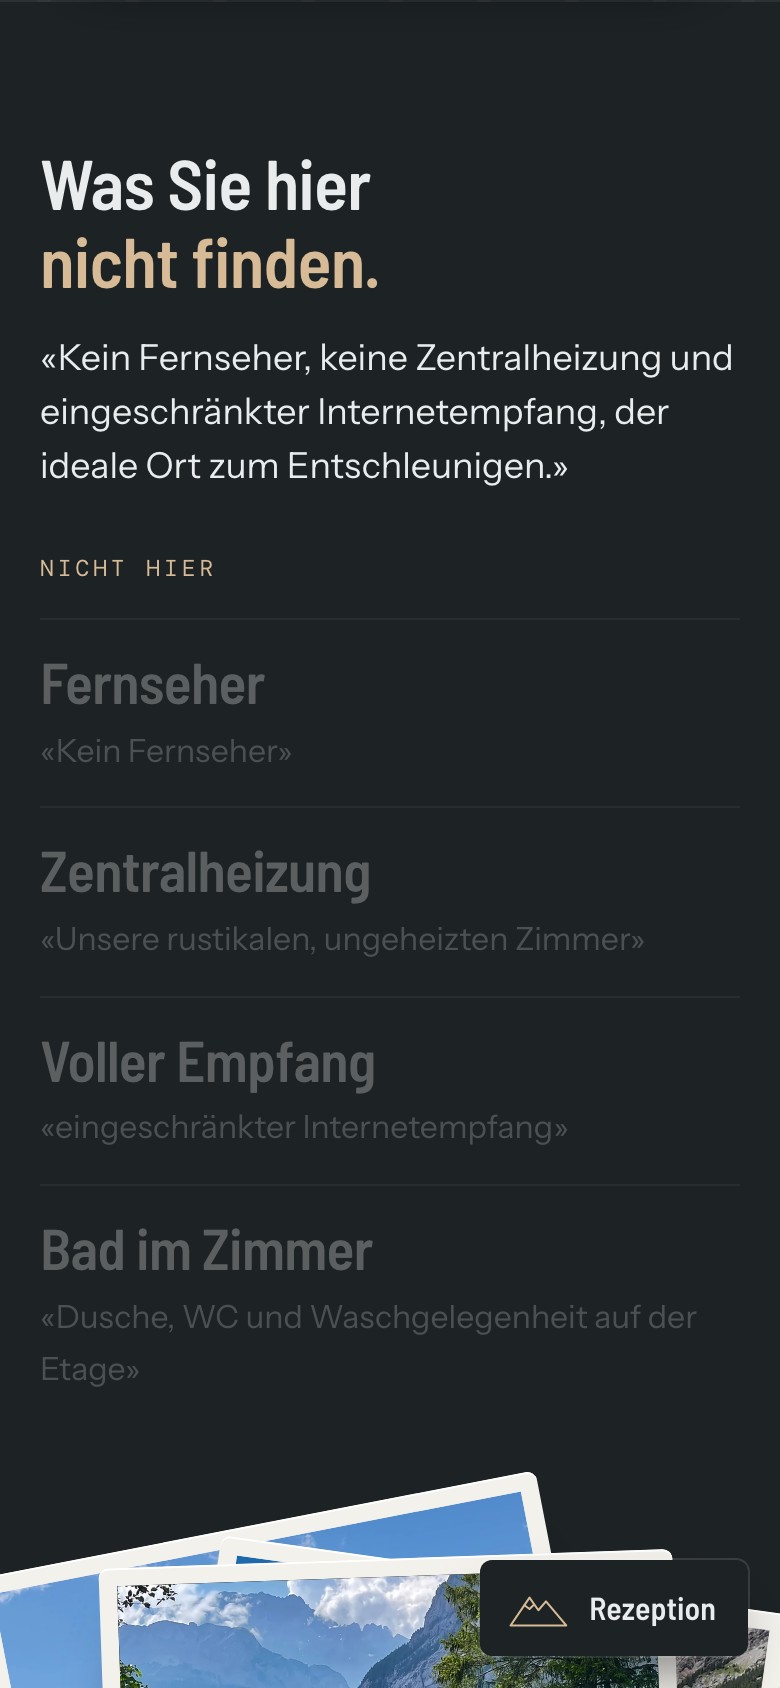 Was Sie hier
nicht finden.
«Kein Fernseher, keine Zentralheizung und
eingeschränkter Internetempfang, der
ideale Ort zum Entschleunigen.»
NICHT HIER
Fernseher
«Kein Fernseher»
Zentralheizung
«Unsere rustikalen, ungeheizten Zimmer»
Voller Empfang
«eingeschränkter Internetempfang»
Bad im Zimmer
«Dusche, WC und Waschgelegenheit auf der
Etage»
Rezeption